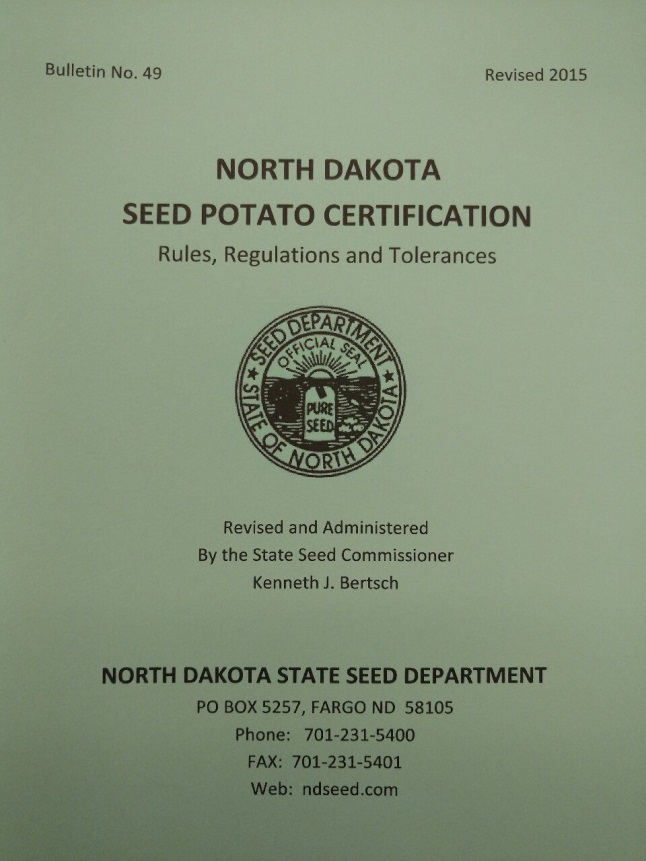 Bulletin No. 49 Revised 2015
NORTH DAKOTA
SEED POTATO CERTIFICATION
Rules, Regulations and Tolerances
SEED DEPARTMENT
OFFICIAL SEAL
PURE
SEED
STATE OF NORTH DAKOTA
Revised and Administered
By the State Seed Commissioner
Kenneth J. Bertsch
NORTH DAKOTA STATE SEED DEPARTMENT
PO BOX 5257, FARGO ND 58105
Phone: 701-231-5400
FAX: 701-231-5401
Web: ndseed.com